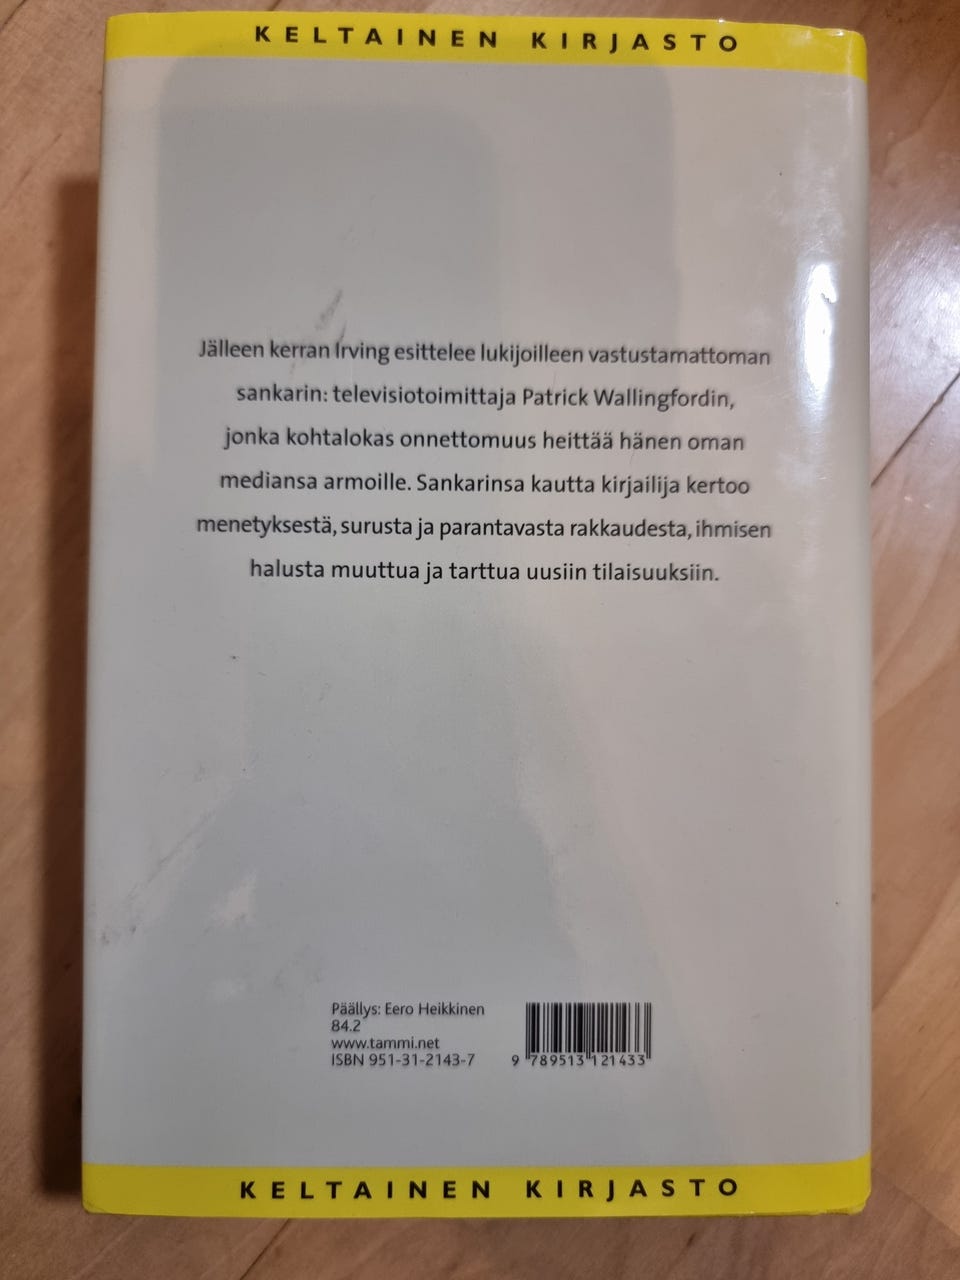 KELTAINEN KIRJASTO
Jälleen kerran Irving esittelee lukijoilleen vastustamattoman
sankarin: televisiotoimittaja Patrick Wallingfordin,
jonka kohtalokas onnettomuus heittää hänen oman
mediansa armoille. Sankarinsa kautta kirjailija kertoo
menetyksestä, surusta ja parantavasta rakkaudesta, ihmisen
halusta muuttua ja tarttua uusiin tilaisuuksiin.
Päällys: Eero Heikkinen
84.2
www.tammi.net
ISBN 951-31-2143-7
9 789513 121433
KELTAINEN KIRJASTO